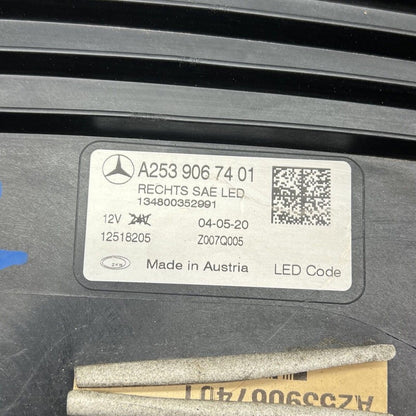 A253 906 74 01
RECHTS SAE LED
134800352991
12V 24V 04-05-20
12518205 Z007Q005
ZKW Made in Austria LED Code
A2539067401